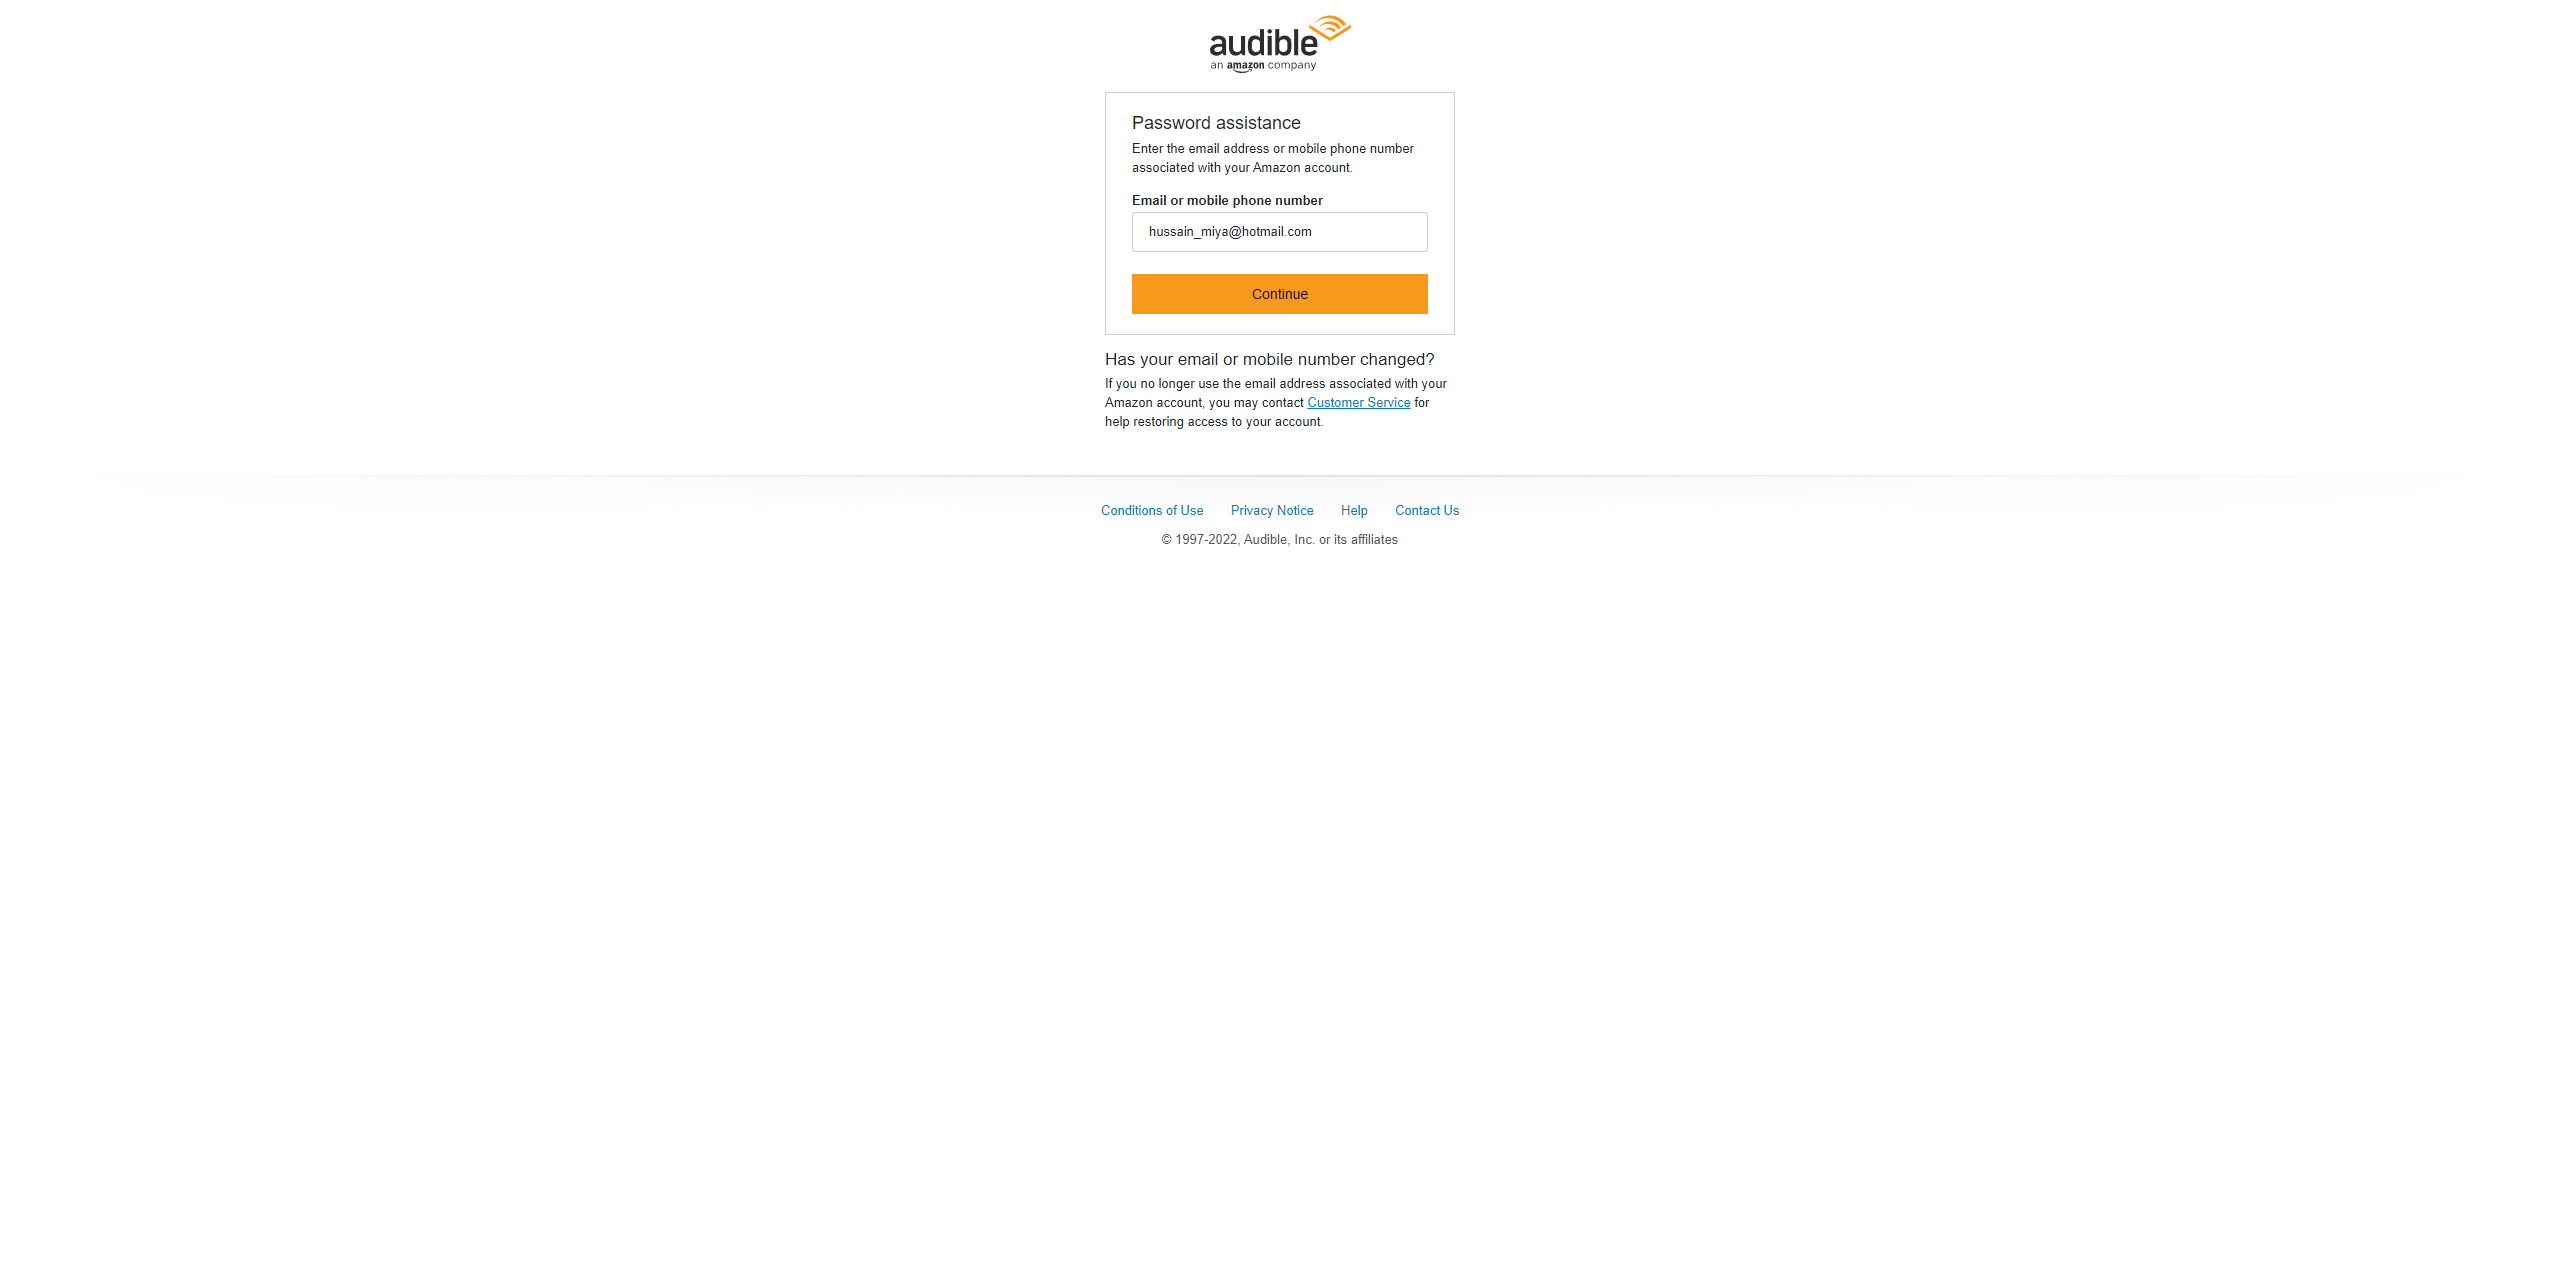 audible
an amazon company
Password assistance
Enter the email address or mobile phone number
associated with your Amazon account.
Email or mobile phone number
hussain_miya@hotmail.com
Continue
Has your email or mobile number changed?
If you no longer use the email address associated with your
Amazon account, you may contact Customer Service for
help restoring access to your account.
Conditions of Use Privacy Notice Help Contact Us
© 1997-2022, Audible, Inc. or its affiliates